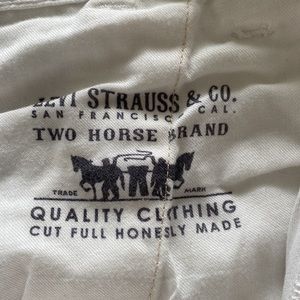 LEVI STRAUSS & CO.
SAN FRANCISCO CAL.
TWO HORSE BRAND
TRADE MARK
QUALITY CLOTHING
CUT FULL HONESTLY MADE